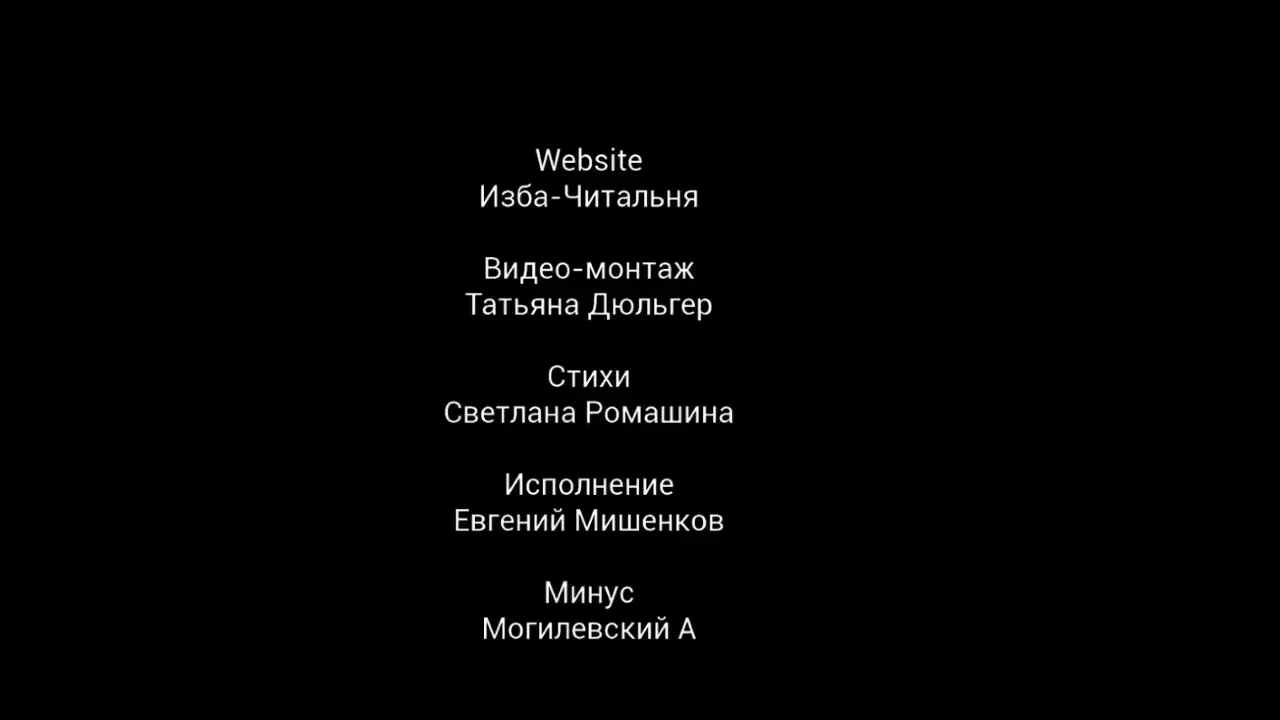 Website
Изба-Читальня
Видео-монтаж
Татьяна Дюльгер
Стихи
Светлана Ромашина
Исполнение
Евгений Мишенков
Минус
Могилевский А